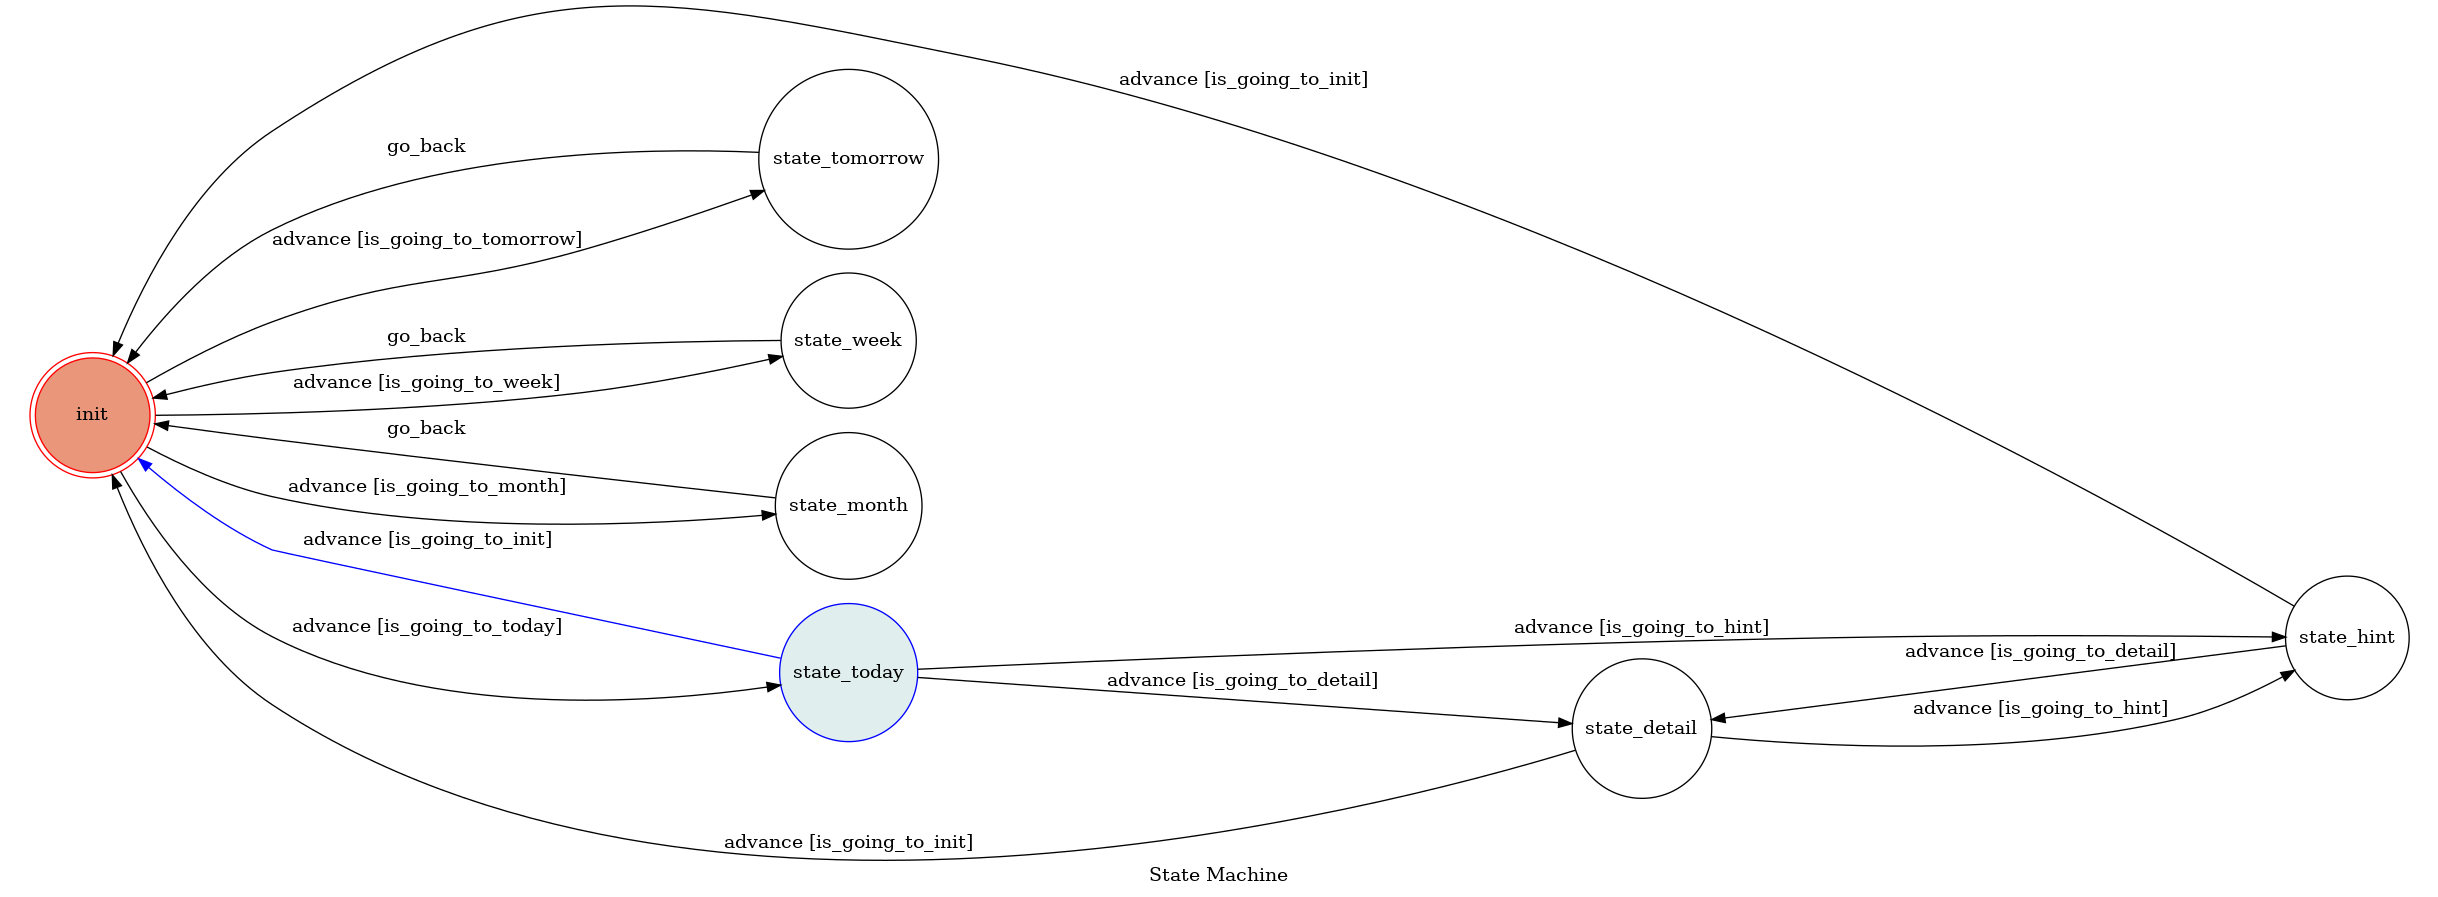 advance [is_going_to_init]
go_back
state_tomorrow
advance [is_going_to_tomorrow]
go_back
state_week
advance [is_going_to_week]
init
go_back
advance [is_going_to_month]
state_month
advance [is_going_to_init]
advance [is_going_to_today]
state_today
advance [is_going_to_hint]
state_hint
advance [is_going_to_detail]
advance [is_going_to_detail]
advance [is_going_to_hint]
state_detail
advance [is_going_to_init]
State Machine